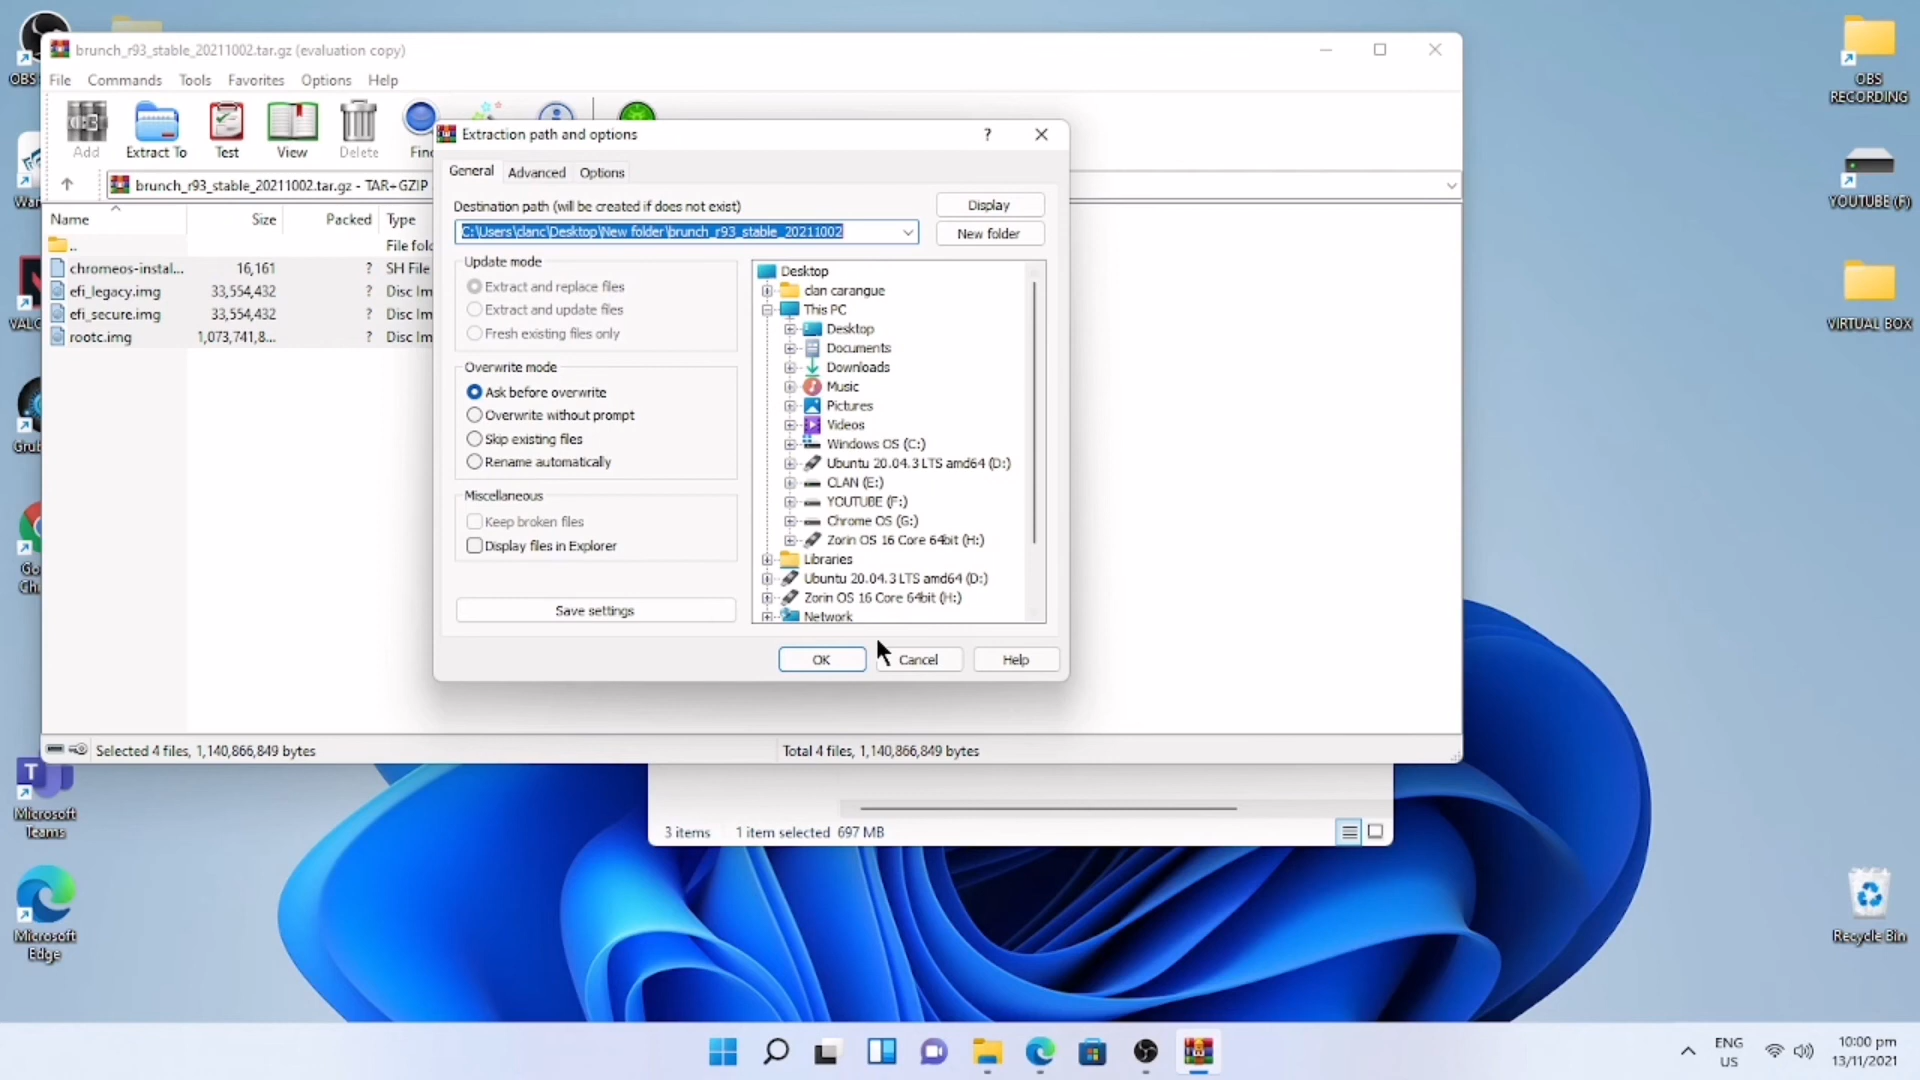 brunch_r93_stable_20211002.tar.gz (evaluation copy)
File Commands Tools Favorites Options Help
Add Extract To Test View Delete
brunch_r93_stable_20211002.tar.gz - TAR+GZIP
Name Size Packed Type
.. File
chromeos-instal... 16,161 ? SH File
efi_legacy.img 33,554,432 ? Disc Im
efi_secure.img 33,554,432 ? Disc Im
rootc.img 1,073,741,8... ? Disc Im
Selected 4 files, 1,140,866,849 bytes
Total 4 files, 1,140,866,849 bytes
Extraction path and options
?
General Advanced Options
Destination path (will be created if does not exist)
C:\Users\clanc\Desktop\New folder\brunch_r93_stable_20211002
Display
New folder
Update mode
Extract and replace files
Extract and update files
Fresh existing files only
Overwrite mode
Ask before overwrite
Overwrite without prompt
Skip existing files
Rename automatically
Miscellaneous
Keep broken files
Display files in Explorer
Save settings
Desktop
clan carangue
This PC
Desktop
Documents
Downloads
Music
Pictures
Videos
Windows OS (C:)
Ubuntu 20.04.3 LTS amd64 (D:)
CLAN (E:)
YOUTUBE (F:)
Chrome OS (G:)
Zorin OS 16 Core 64bit (H:)
Libraries
Ubuntu 20.04.3 LTS amd64 (D:)
Zorin OS 16 Core 64bit (H:)
Network
OK Cancel Help
3 items 1 item selected 697 MB
OBS
RECORDING
YOUTUBE (F)
VIRTUAL BOX
Recycle Bin
Microsoft
Teams
Microsoft
Edge
ENG
US
10:00 pm
13/11/2021